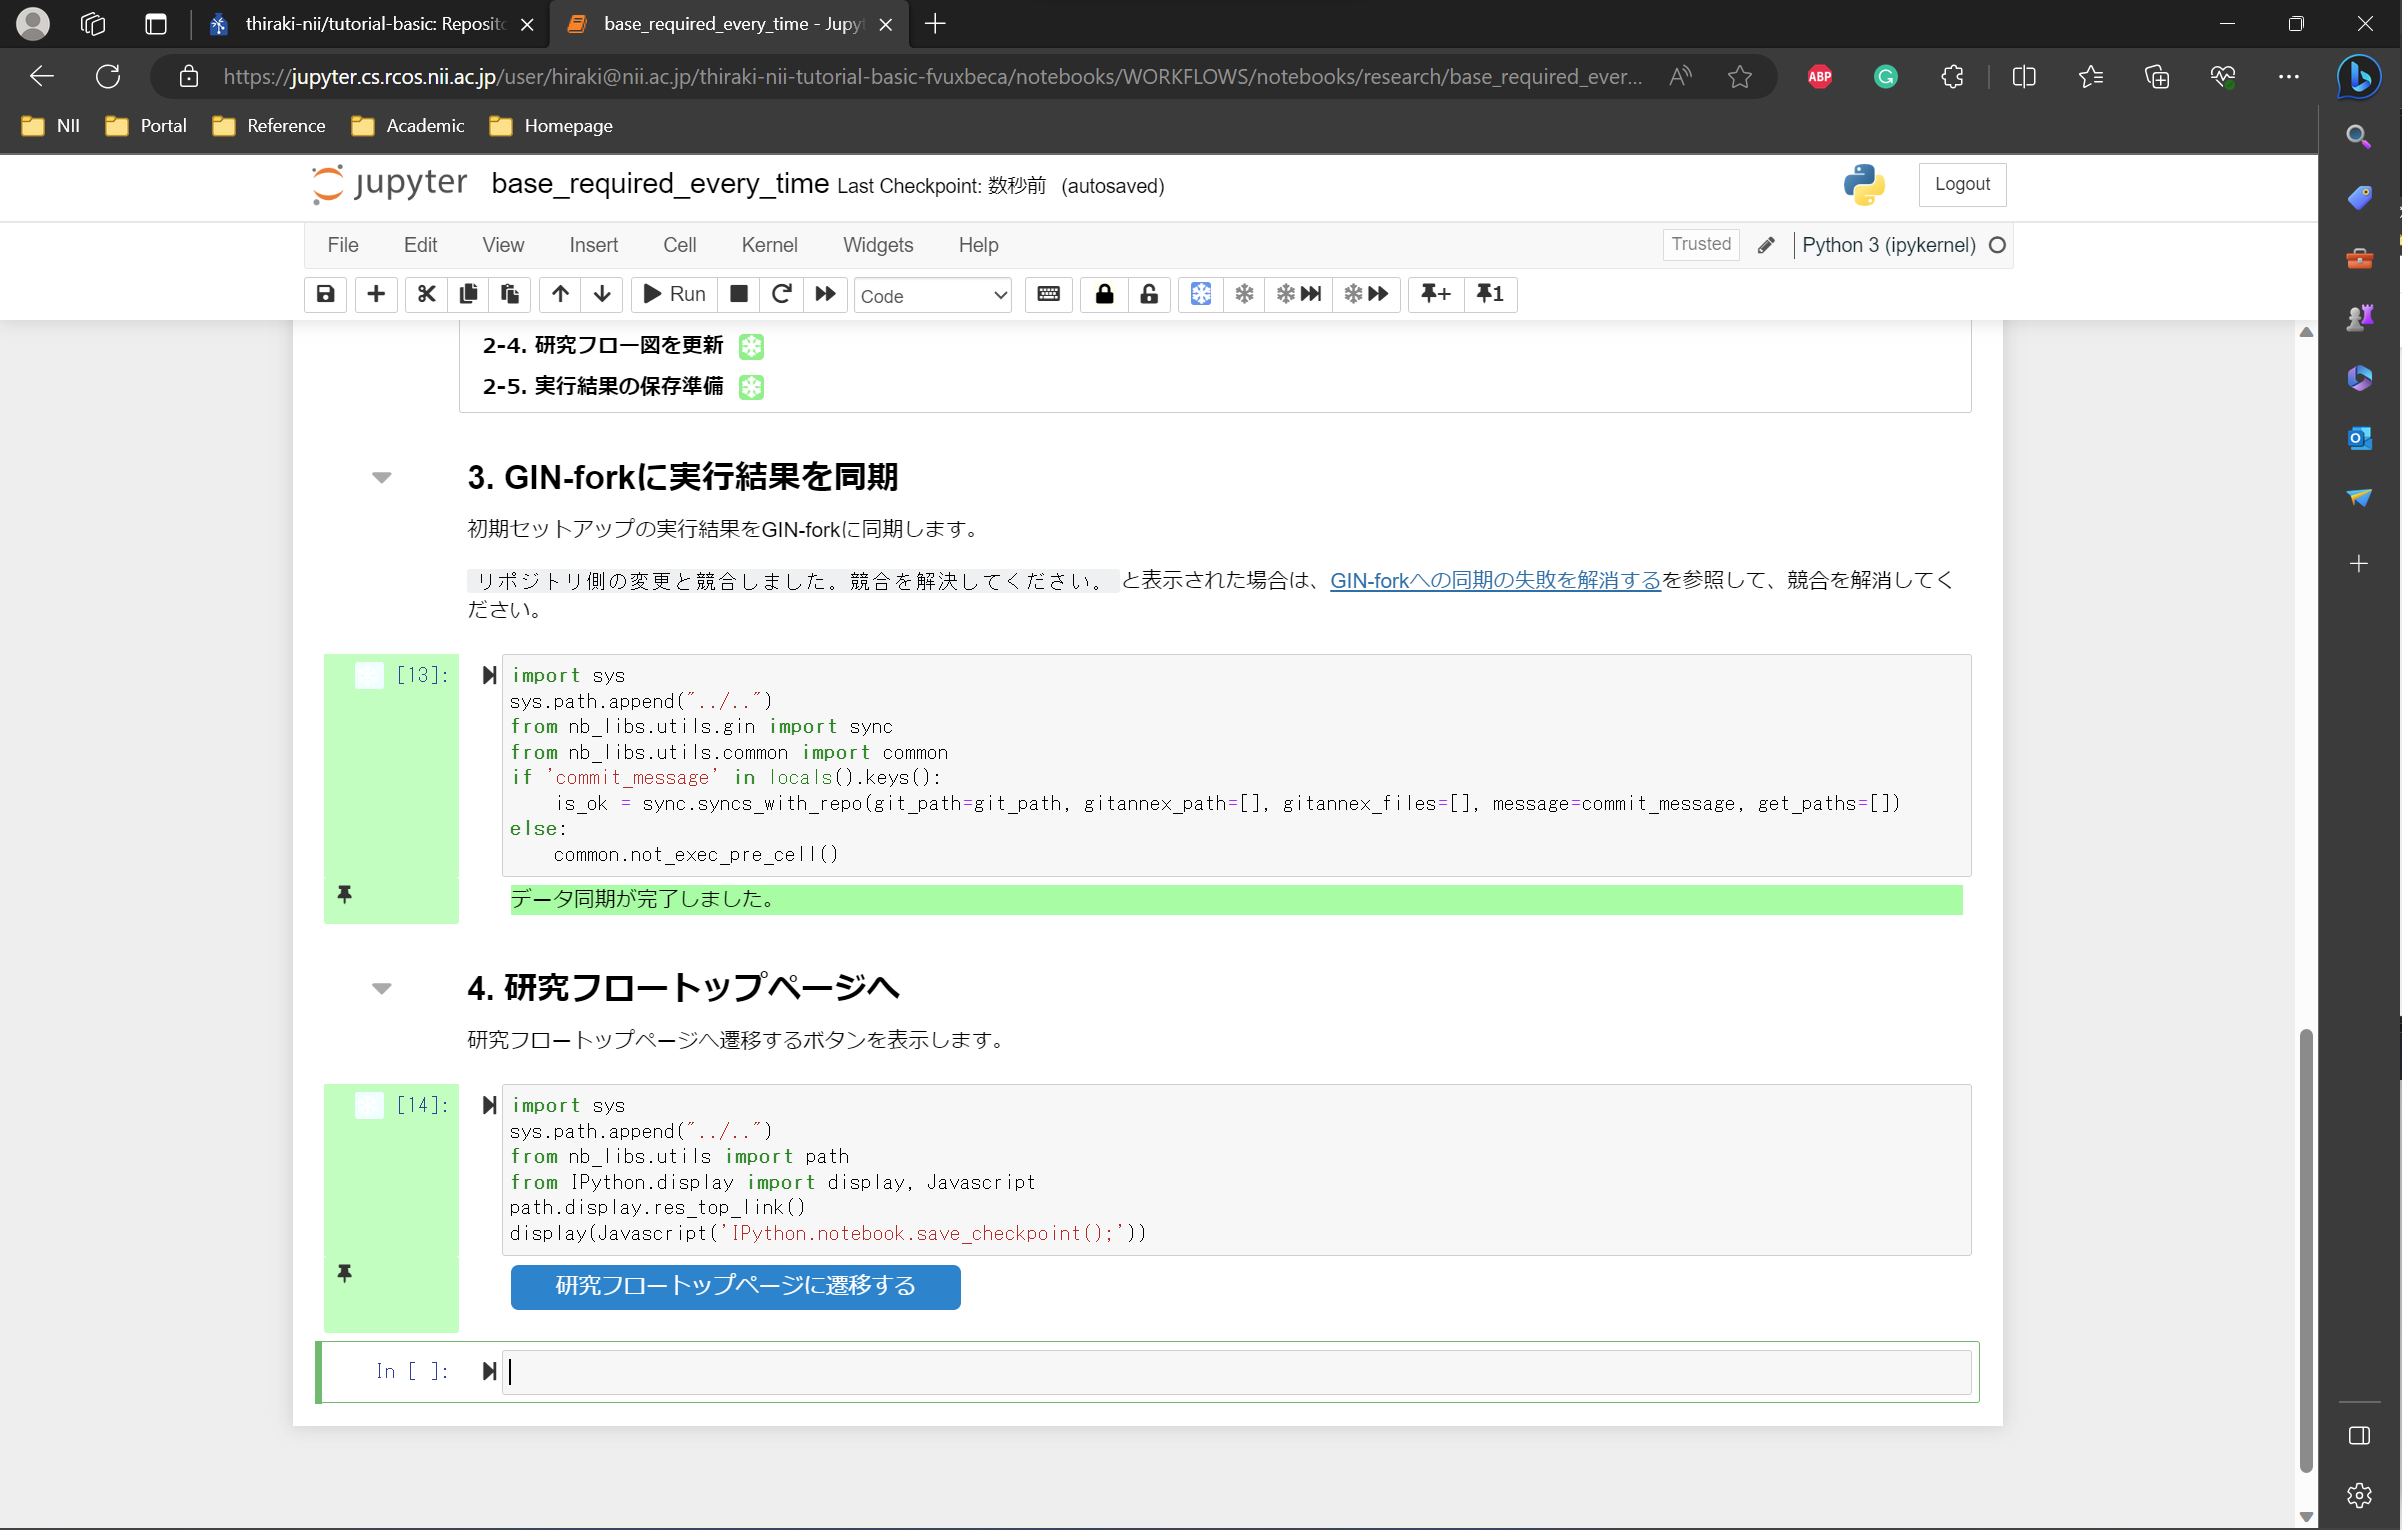 thiraki-nii/tutorial-basic: Reposito
base_required_every_time - Jupyt
https://jupyter.cs.rcos.nii.ac.jp/user/hiraki@nii.ac.jp/thiraki-nii-tutorial-basic-fvuxbeca/notebooks/WORKFLOWS/notebooks/research/base_required_ever...
ABP
NII Portal Reference Academic Homepage
jupyter base_required_every_time Last Checkpoint: 数秒前 (autosaved)
Logout
File Edit View Insert Cell Kernel Widgets Help
Trusted
Python 3 (ipykernel)
Run
Code
+
1
2-4. 研究フロー図を更新
2-5. 実行結果の保存準備
3. GIN-forkに実行結果を同期
初期セットアップの実行結果をGIN-forkに同期します。
リポジトリ側の変更と競合しました。競合を解決してください。 と表示された場合は、GIN-forkへの同期の失敗を解消するを参照して、競合を解消してく
ださい。
[13]:
import sys
sys.path.append("../..")
from nb_libs.utils.gin import sync
from nb_libs.utils.common import common
if 'commit_message' in locals().keys():
    is_ok = sync.syncs_with_repo(git_path=git_path, gitannex_path=[], gitannex_files=[], message=commit_message, get_paths=[])
else:
    common.not_exec_pre_cell()
データ同期が完了しました。
4. 研究フロートップページへ
研究フロートップページへ遷移するボタンを表示します。
[14]:
import sys
sys.path.append("../..")
from nb_libs.utils import path
from IPython.display import display, Javascript
path.display.res_top_link()
display(Javascript('IPython.notebook.save_checkpoint();'))
研究フロートップページに遷移する
In [ ]: